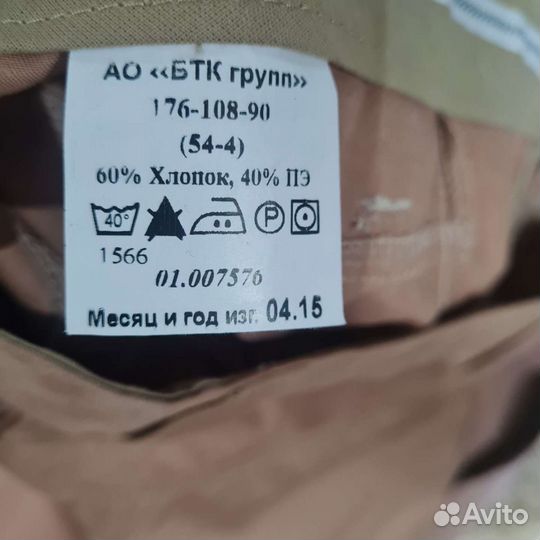 АО «БТК групп»
176-108-90
(54-4)
60% Хлопок, 40% ПЭ
40° P
1566
01.007576
Месяц и год изг. 04.15
Avito